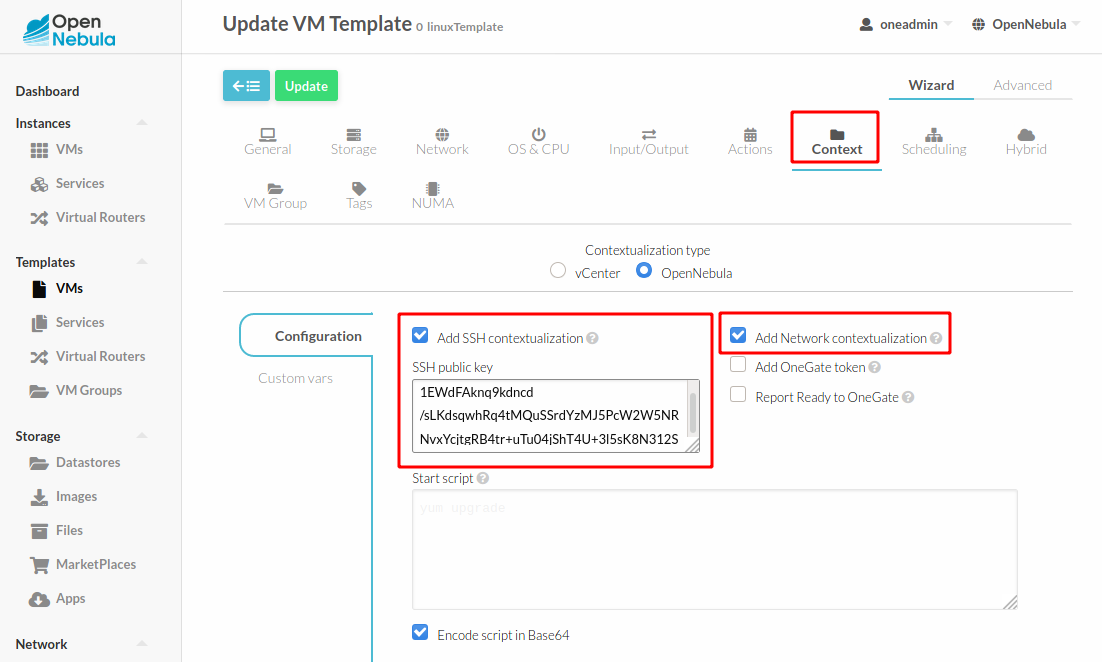 Open
Nebula
Update VM Template 0 linuxTemplate
oneadmin
OpenNebula
Dashboard
Instances
VMs
Services
Virtual Routers
Templates
VMs
Services
Virtual Routers
VM Groups
Storage
Datastores
Images
Files
MarketPlaces
Apps
Network
Update
Wizard
Advanced
General
Storage
Network
OS & CPU
Input/Output
Actions
Context
Scheduling
Hybrid
VM Group
Tags
NUMA
Contextualization type
vCenter
OpenNebula
Configuration
Custom vars
Add SSH contextualization
SSH public key
1EWdFAknq9kdncd
/sLKdsqwhRq4tMQuSSrdYzMJ5PcW2W5NR
NvxYcjtgRB4tr+uTu04jShT4U+3l5sK8N312S
Add Network contextualization
Add OneGate token
Report Ready to OneGate
Start script
yum upgrade
Encode script in Base64